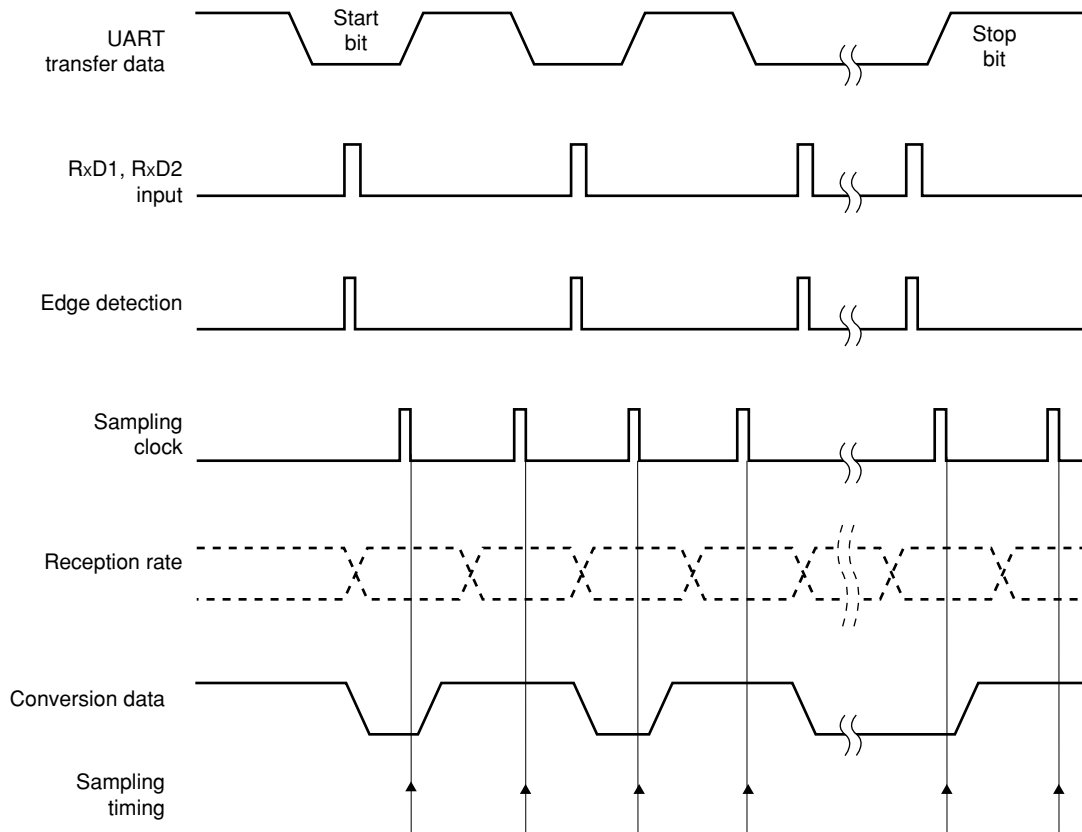 Start
bit
UART
transfer data
Stop
bit
RxD1, RxD2
input
Edge detection
Sampling
clock
Reception rate
Conversion data
Sampling
timing